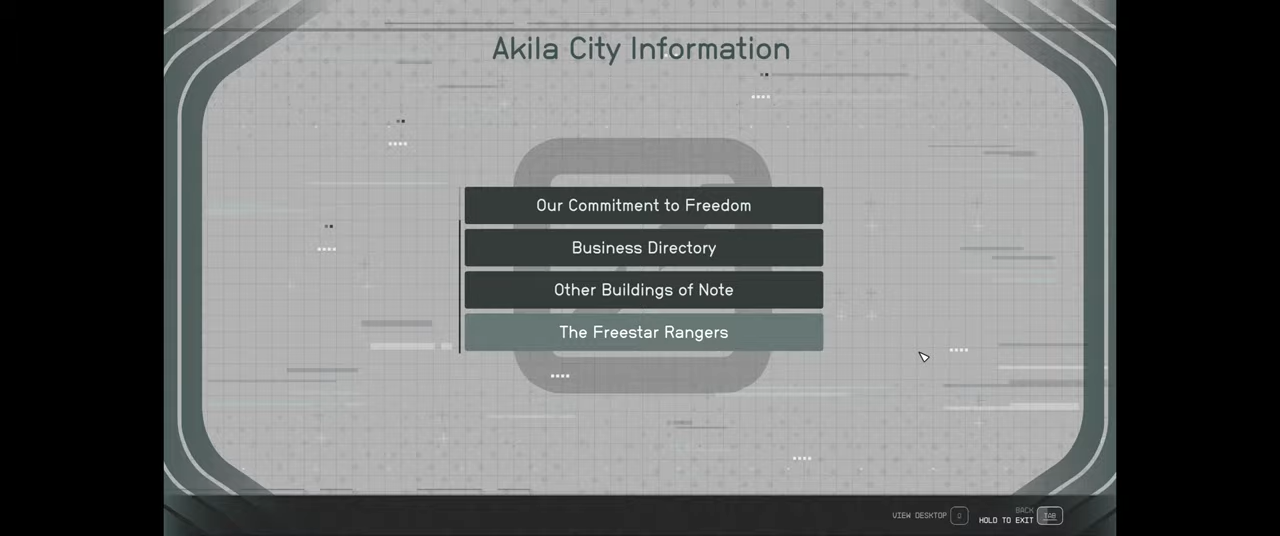 Akila City Information
Our Commitment to Freedom
Business Directory
Other Buildings of Note
The Freestar Rangers
VIEW DESKTOP Q
BACK
HOLD TO EXIT TAB